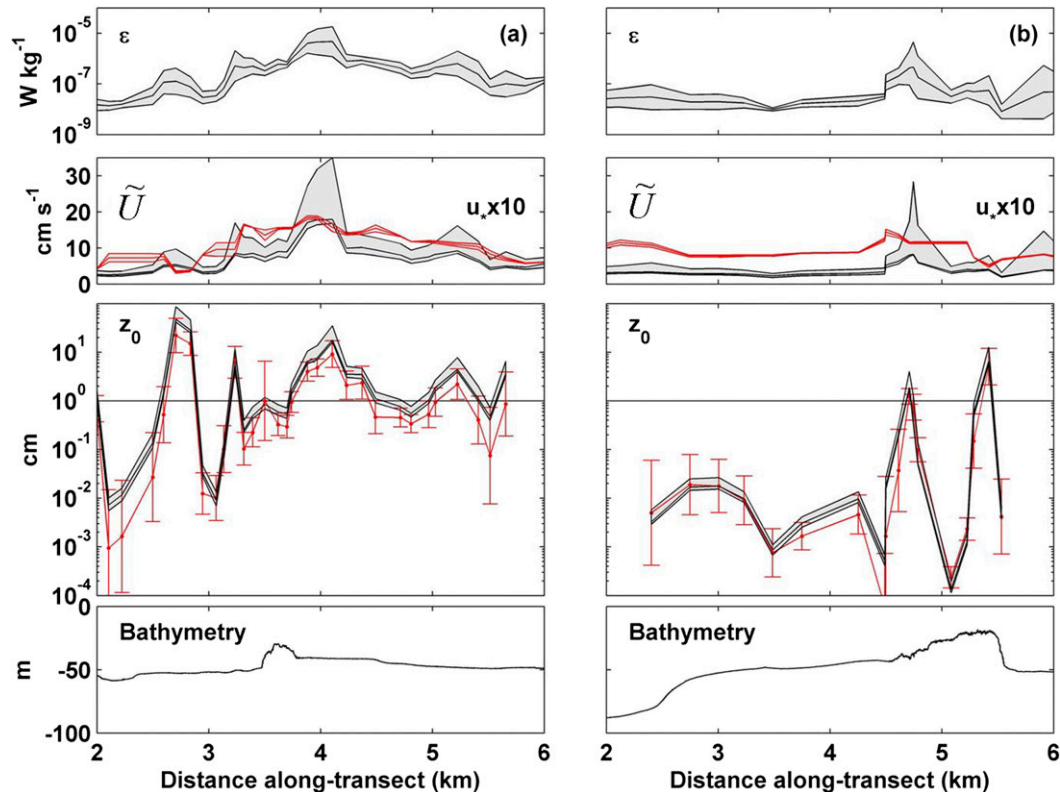 ε
(a)
W kg⁻¹
10⁻⁵
10⁻⁷
10⁻⁹
Ũ
u*x10
cm s⁻¹
30
20
10
0
z₀
cm
10¹
10⁰
10⁻¹
10⁻²
10⁻³
10⁻⁴
Bathymetry
m
0
-50
-100
2 3 4 5 6
Distance along-transect (km)
ε
(b)
Ũ
u*x10
z₀
Bathymetry
2 3 4 5 6
Distance along-transect (km)